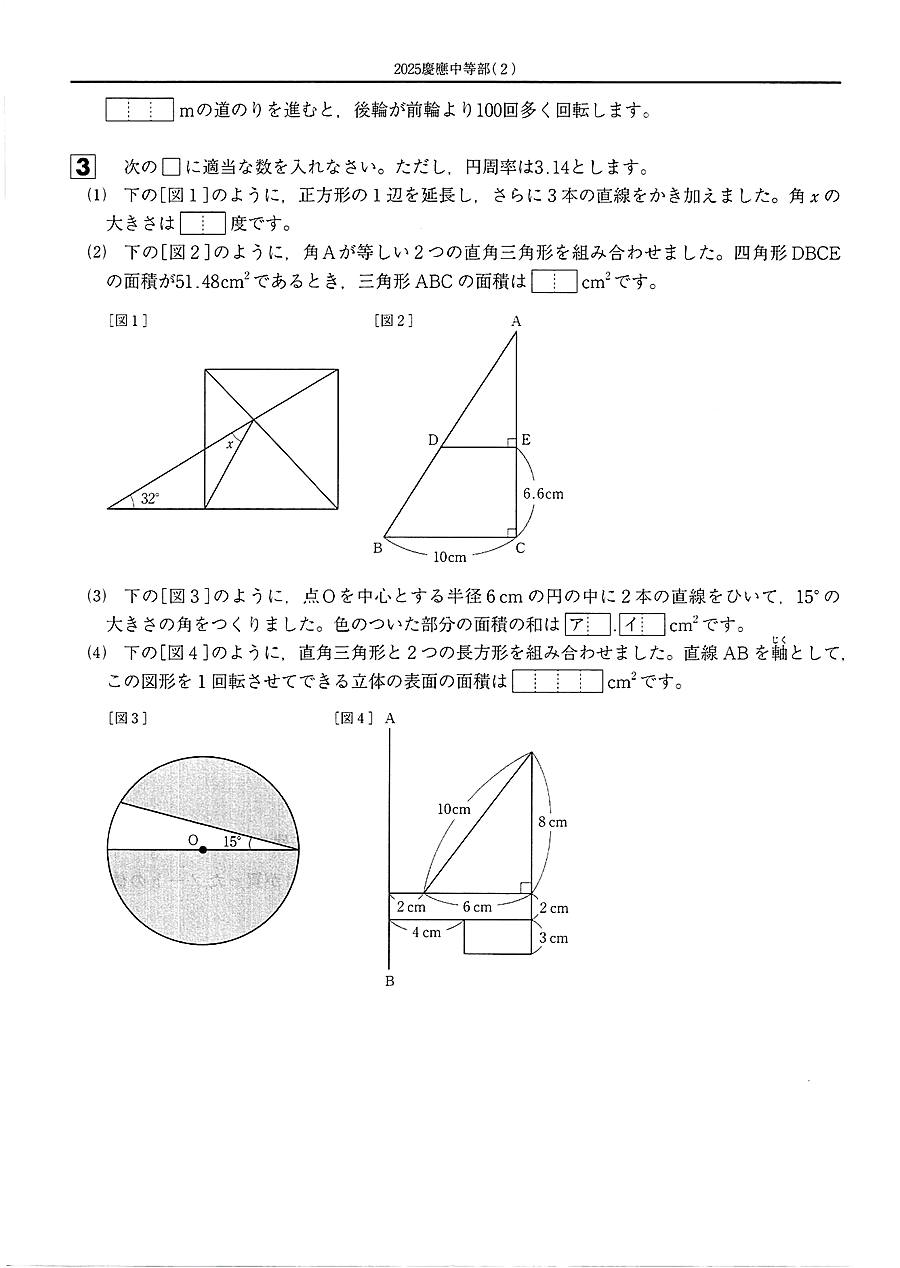 2025慶應中等部(2)
mの道のりを進むと，後輪が前輪より100回多く回転します。
3 次の□に適当な数を入れなさい。ただし，円周率は3.14とします。
(1) 下の[図1]のように，正方形の1辺を延長し，さらに3本の直線をかき加えました。角xの
大きさは□度です。
(2) 下の[図2]のように，角Aが等しい2つの直角三角形を組み合わせました。四角形DBCE
の面積が51.48cm²であるとき，三角形ABCの面積は□cm²です。
[図1] [図2] A
x
D E
32°
6.6cm
B C
10cm
(3) 下の[図3]のように，点Oを中心とする半径6cmの円の中に2本の直線をひいて，15°の
大きさの角をつくりました。色のついた部分の面積の和はア.イcm²です。
(4) 下の[図4]のように，直角三角形と2つの長方形を組み合わせました。直線ABを軸として，
じく
この図形を1回転させてできる立体の表面の面積は□cm²です。
[図3] [図4] A
10cm
8cm
O 15°
2cm 6cm 2cm
4cm 3cm
B